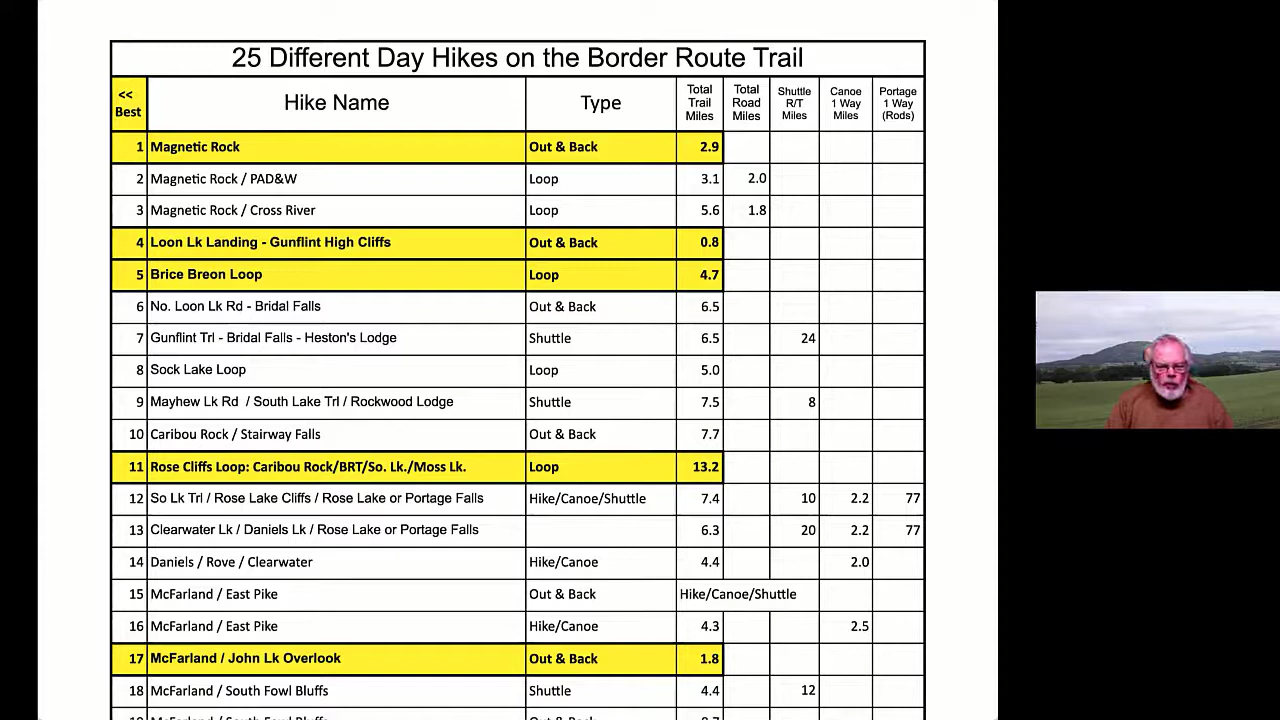 25 Different Day Hikes on the Border Route Trail
<< Best Hike Name Type Total Trail Miles Total Road Miles Shuttle R/T Miles Canoe 1 Way Miles Portage 1 Way (Rods)
1 Magnetic Rock Out & Back 2.9
2 Magnetic Rock / PAD&W Loop 3.1 2.0
3 Magnetic Rock / Cross River Loop 5.6 1.8
4 Loon Lk Landing - Gunflint High Cliffs Out & Back 0.8
5 Brice Breon Loop Loop 4.7
6 No. Loon Lk Rd - Bridal Falls Out & Back 6.5
7 Gunflint Trl - Bridal Falls - Heston's Lodge Shuttle 6.5 24
8 Sock Lake Loop Loop 5.0
9 Mayhew Lk Rd / South Lake Trl / Rockwood Lodge Shuttle 7.5 8
10 Caribou Rock / Stairway Falls Out & Back 7.7
11 Rose Cliffs Loop: Caribou Rock/BRT/So. Lk./Moss Lk. Loop 13.2
12 So Lk Trl / Rose Lake Cliffs / Rose Lake or Portage Falls Hike/Canoe/Shuttle 7.4 10 2.2 77
13 Clearwater Lk / Daniels Lk / Rose Lake or Portage Falls 6.3 20 2.2 77
14 Daniels / Rove / Clearwater Hike/Canoe 4.4 2.0
15 McFarland / East Pike Out & Back Hike/Canoe/Shuttle
16 McFarland / East Pike Hike/Canoe 4.3 2.5
17 McFarland / John Lk Overlook Out & Back 1.8
18 McFarland / South Fowl Bluffs Shuttle 4.4 12